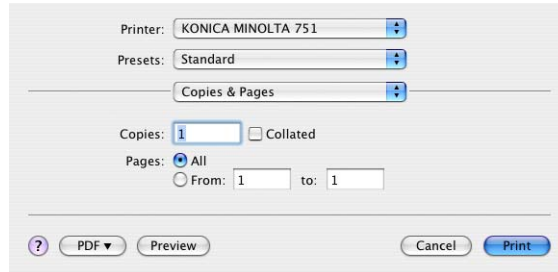 Printer: KONICA MINOLTA 751
Presets: Standard
Copies & Pages
Copies: 1 Collated
Pages: All
From: 1 to: 1
? PDF ▼ Preview Cancel Print